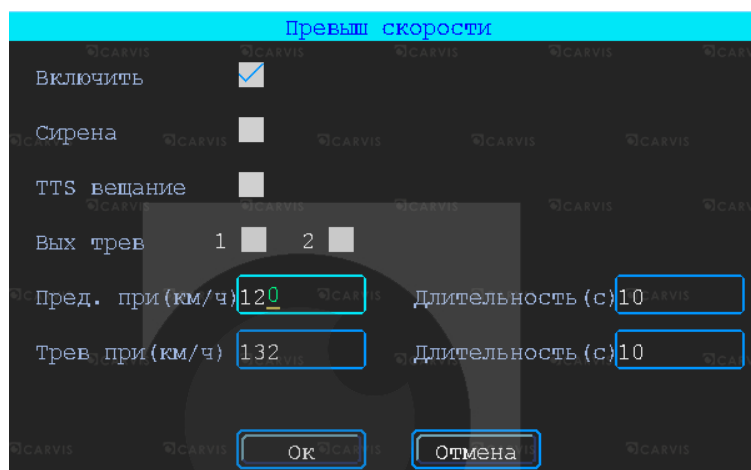 Превыш скорости
Включить
Сирена
TTS вещание
Вых трев 1 2
Пред. при(км/ч) 120 Длительность(с) 10
Трев при(км/ч) 132 Длительность(с) 10
Ок Отмена
CARVIS